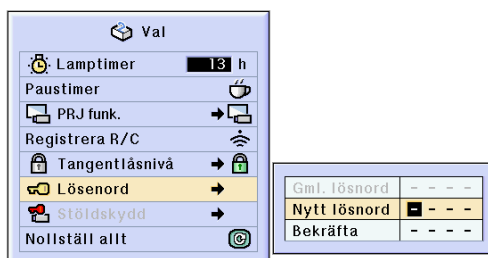 Val
Lamptimer 13 h
Paustimer
PRJ funk.
Registrera R/C
Tangentlåsnivå
Lösenord
Stöldskydd
Nollställ allt
Gml. lösnord - - - -
Nytt lösnord - - - -
Bekräfta - - - -